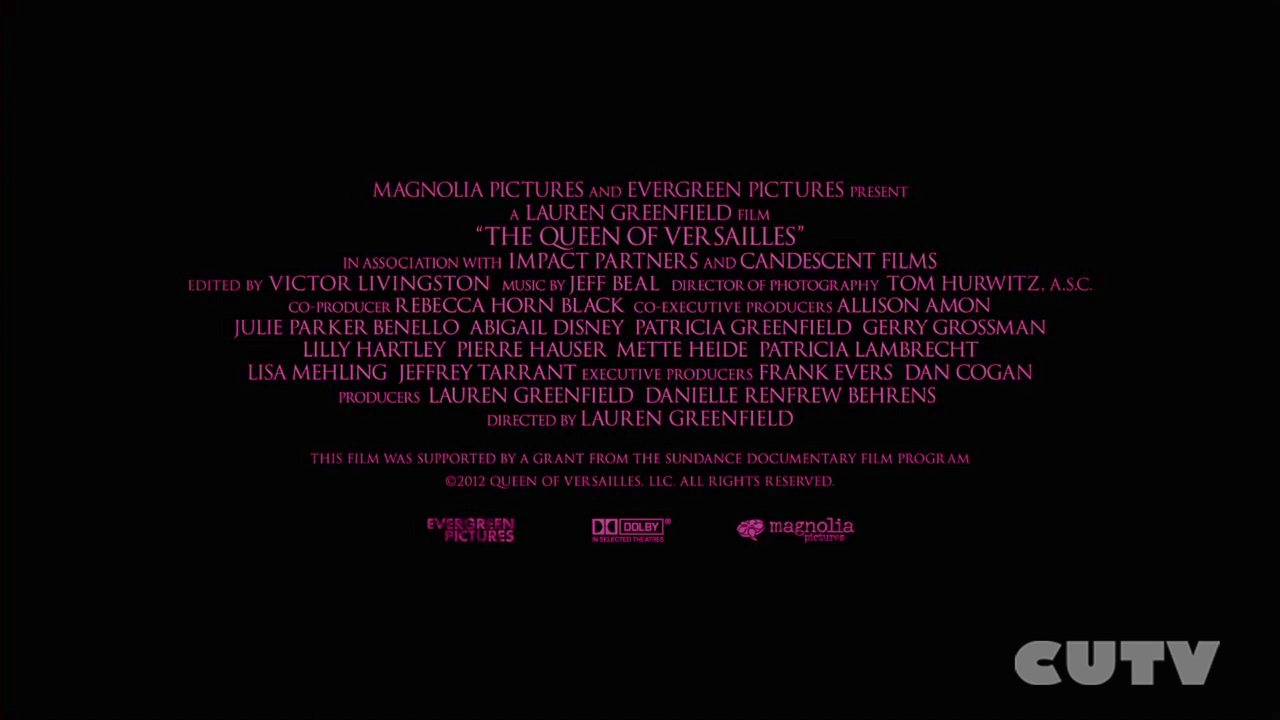 MAGNOLIA PICTURES AND EVERGREEN PICTURES PRESENT
A LAUREN GREENFIELD FILM
“THE QUEEN OF VERSAILLES”
IN ASSOCIATION WITH IMPACT PARTNERS AND CANDESCENT FILMS
EDITED BY VICTOR LIVINGSTON MUSIC BY JEFF BEAL DIRECTOR OF PHOTOGRAPHY TOM HURWITZ, A.S.C.
CO-PRODUCER REBECCA HORN BLACK CO-EXECUTIVE PRODUCERS ALLISON AMON
JULIE PARKER BENELLO ABIGAIL DISNEY PATRICIA GREENFIELD GERRY GROSSMAN
LILLY HARTLEY PIERRE HAUSER METTE HEIDE PATRICIA LAMBRECHT
LISA MEHLING JEFFREY TARRANT EXECUTIVE PRODUCERS FRANK EVERS DAN COGAN
PRODUCERS LAUREN GREENFIELD DANIELLE RENFREW BEHRENS
DIRECTED BY LAUREN GREENFIELD
THIS FILM WAS SUPPORTED BY A GRANT FROM THE SUNDANCE DOCUMENTARY FILM PROGRAM
©2012 QUEEN OF VERSAILLES, LLC. ALL RIGHTS RESERVED.
EVERGREEN PICTURES
DOLBY®
IN SELECTED THEATRES
magnolia pictures
CUTV